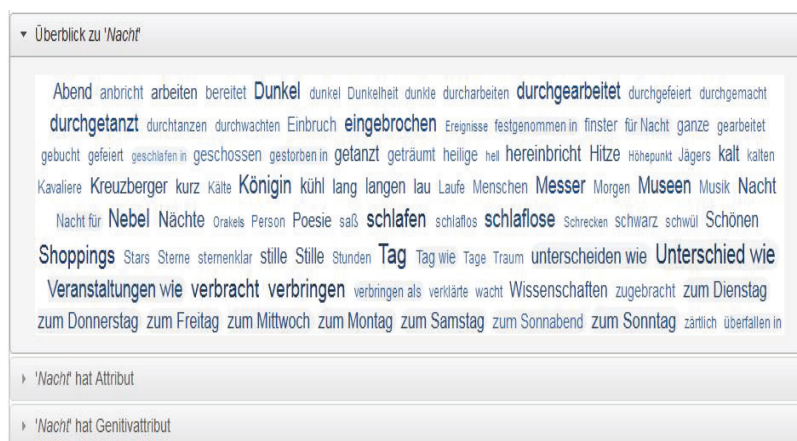 Überblick zu 'Nacht'
Abend anbricht arbeiten bereitet Dunkel dunkel Dunkelheit dunkle durcharbeiten durchgearbeitet durchgefeiert durchgemacht
durchgetanzt durchtanzen durchwachten Einbruch eingebrochen Ereignisse festgenommen in finster für Nacht ganze gearbeitet
gebucht gefeiert geschlafen in geschossen gestorben in getanzt geträumt heilige hell hereinbricht Hitze Höhepunkt Jägers kalt kalten
Kavaliere Kreuzberger kurz Kälte Königin kühl lang langen lau Laufe Menschen Messer Morgen Museen Musik Nacht
Nacht für Nebel Nächte Orakels Person Poesie saß schlafen schlaflos schlaflose Schrecken schwarz schwül Schönen
Shoppings Stars Sterne sternenklar stille Stille Stunden Tag Tag wie Tage Traum unterscheiden wie Unterschied wie
Veranstaltungen wie verbracht verbringen verbringen als verklärte wacht Wissenschaften zugebracht zum Dienstag
zum Donnerstag zum Freitag zum Mittwoch zum Montag zum Samstag zum Sonnabend zum Sonntag zärtlich überfallen in
'Nacht' hat Attribut
'Nacht' hat Genitivattribut